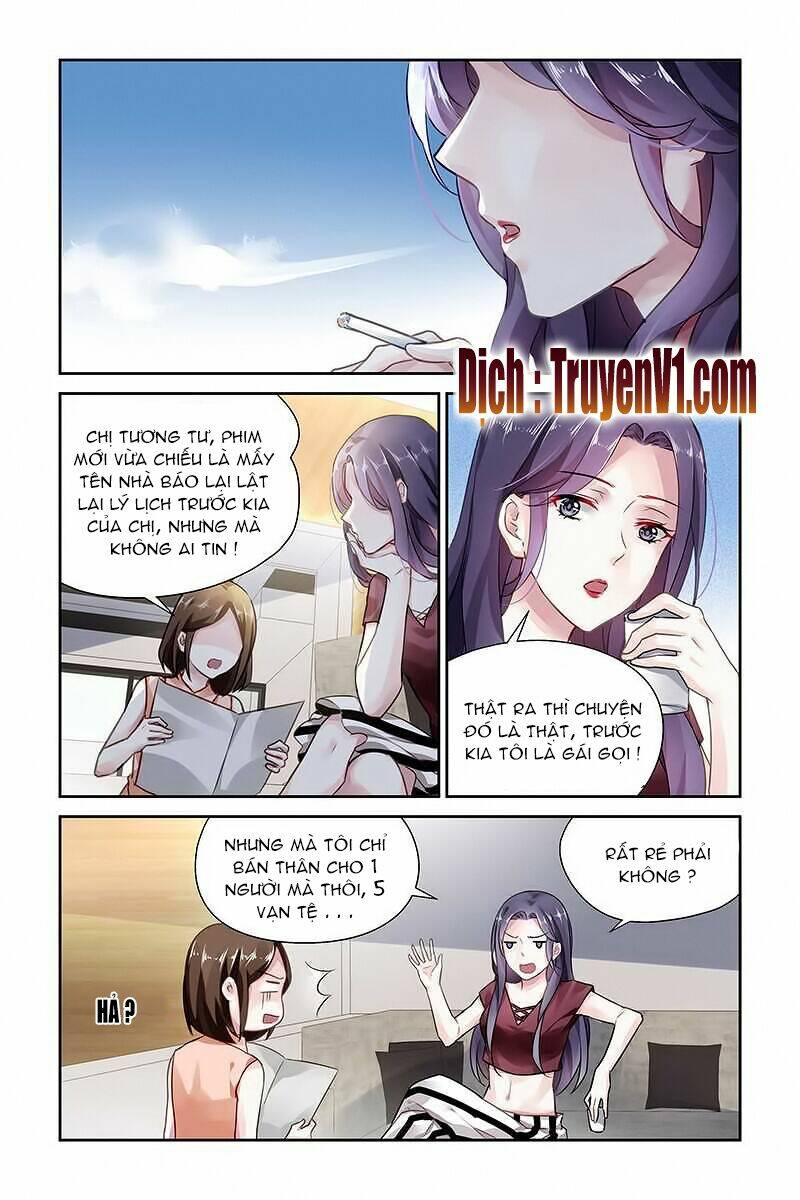 Dịch : TruyenV1.com
CHỊ TƯƠNG TƯ, PHIM
MỚI VỪA CHIẾU LÀ MẤY
TÊN NHÀ BÁO LẠI LẬT
LẠI LÝ LỊCH TRƯỚC KIA
CỦA CHỊ, NHƯNG MÀ
KHÔNG AI TIN !
THẬT RA THÌ CHUYỆN
ĐÓ LÀ THẬT, TRƯỚC
KIA TÔI LÀ GÁI GỌI !
NHƯNG MÀ TÔI CHỈ
BÁN THÂN CHO 1
NGƯỜI MÀ THÔI, 5
VẠN TỆ . . .
RẤT RẺ PHẢI
KHÔNG ?
HẢ ?